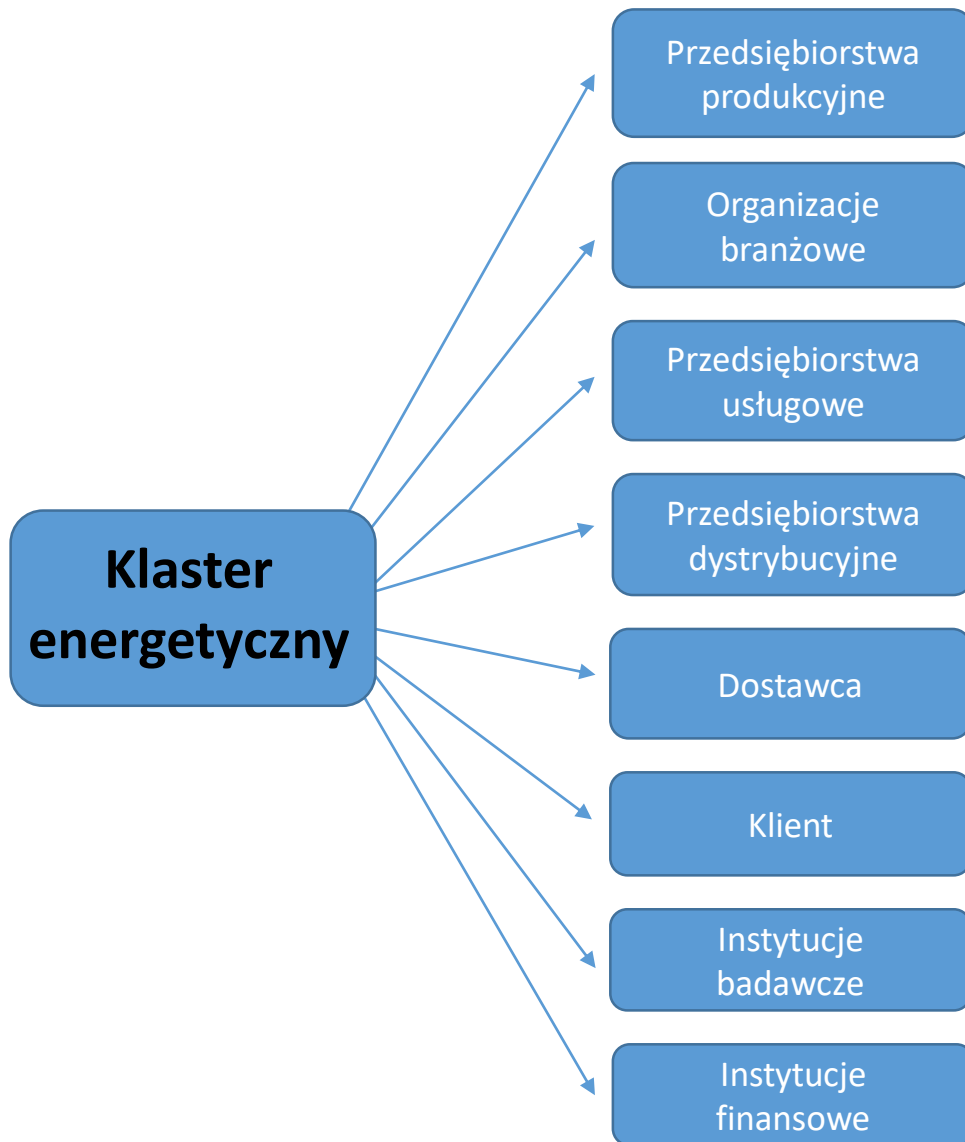 Przedsiębiorstwa
produkcyjne
Organizacje
branżowe
Przedsiębiorstwa
usługowe
Przedsiębiorstwa
dystrybucyjne
Klaster
energetyczny
Dostawca
Klient
Instytucje
badawcze
Instytucje
finansowe